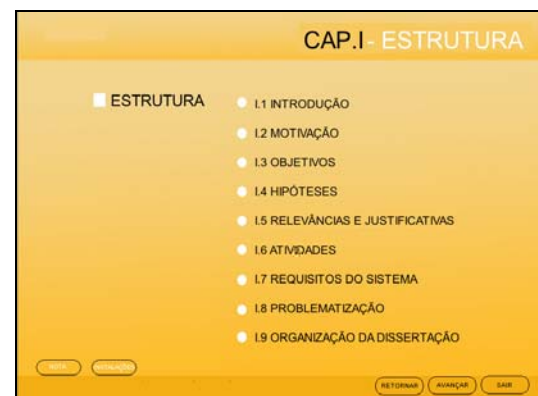 CAP.I - ESTRUTURA
ESTRUTURA
I.1 INTRODUÇÃO
I.2 MOTIVAÇÃO
I.3 OBJETIVOS
I.4 HIPÓTESES
I.5 RELEVÂNCIAS E JUSTIFICATIVAS
I.6 ATIVIDADES
I.7 REQUISITOS DO SISTEMA
I.8 PROBLEMATIZAÇÃO
I.9 ORGANIZAÇÃO DA DISSERTAÇÃO
INSTALAÇÕES
RETORNAR AVANÇAR SAIR